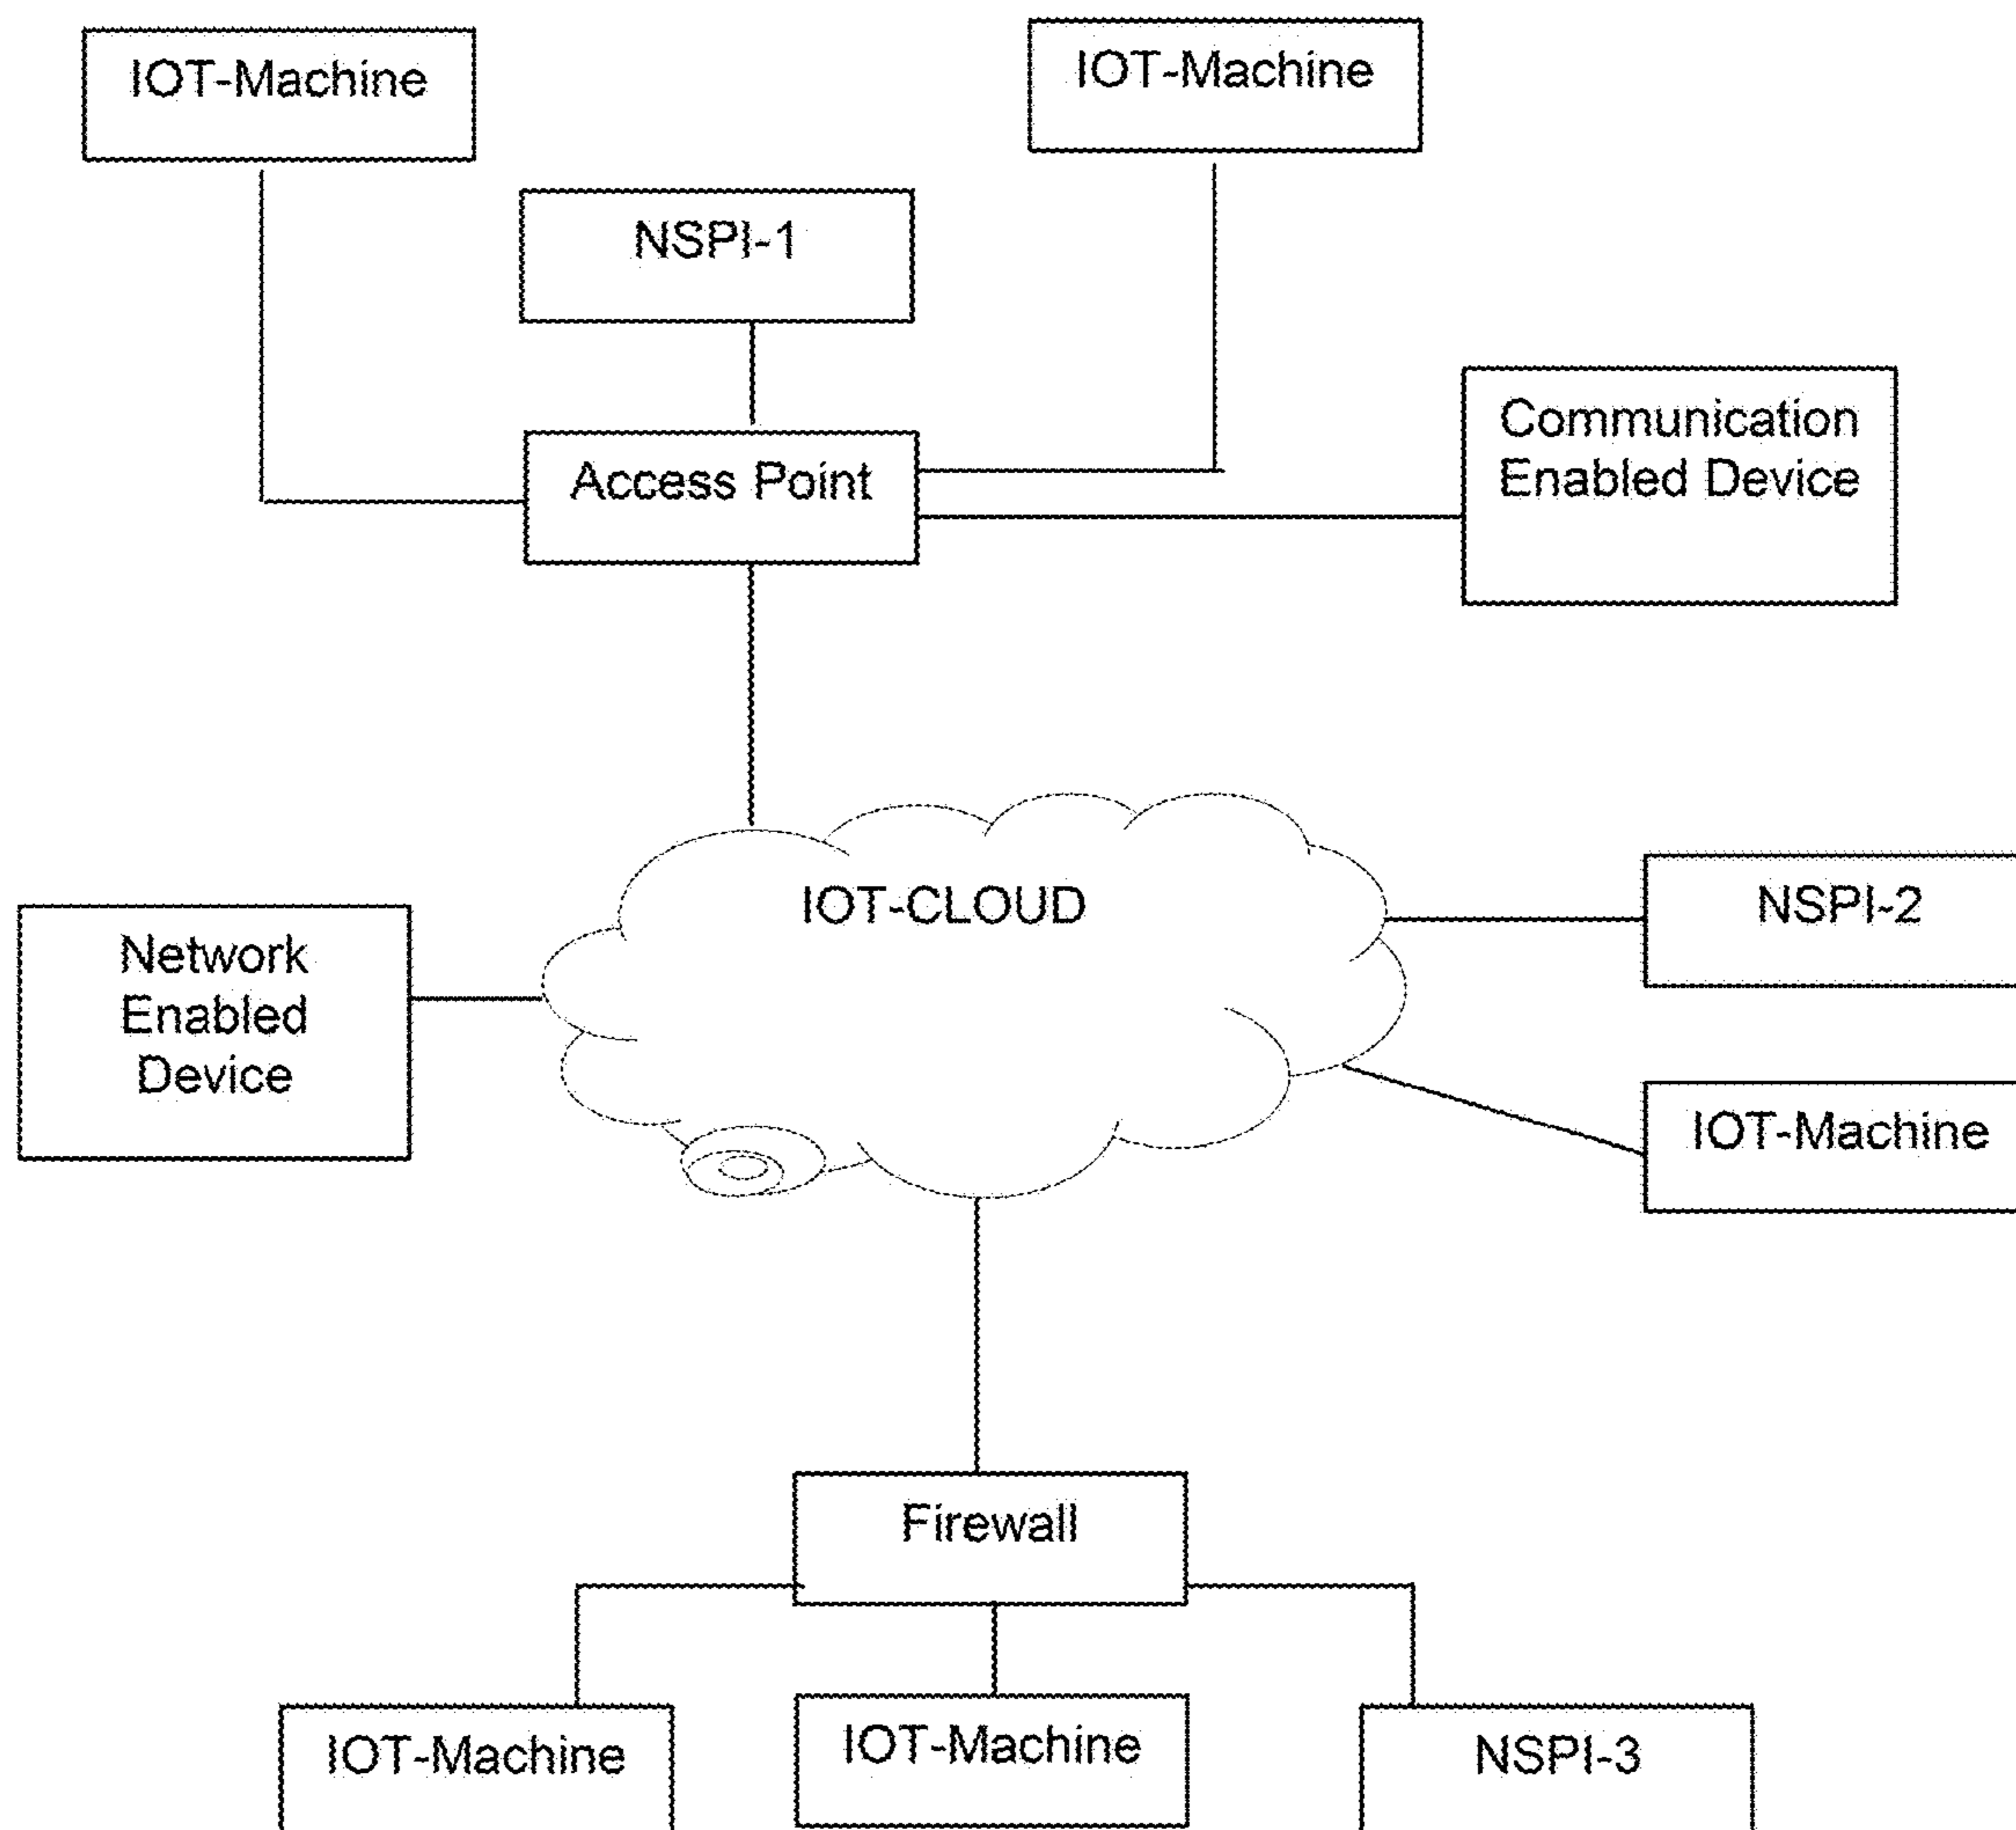 IOT-Machine
IOT-Machine
NSPI-1
Access Point
Communication
Enabled Device
IOT-CLOUD
NSPI-2
Network
Enabled
Device
IOT-Machine
Firewall
IOT-Machine
IOT-Machine
NSPI-3